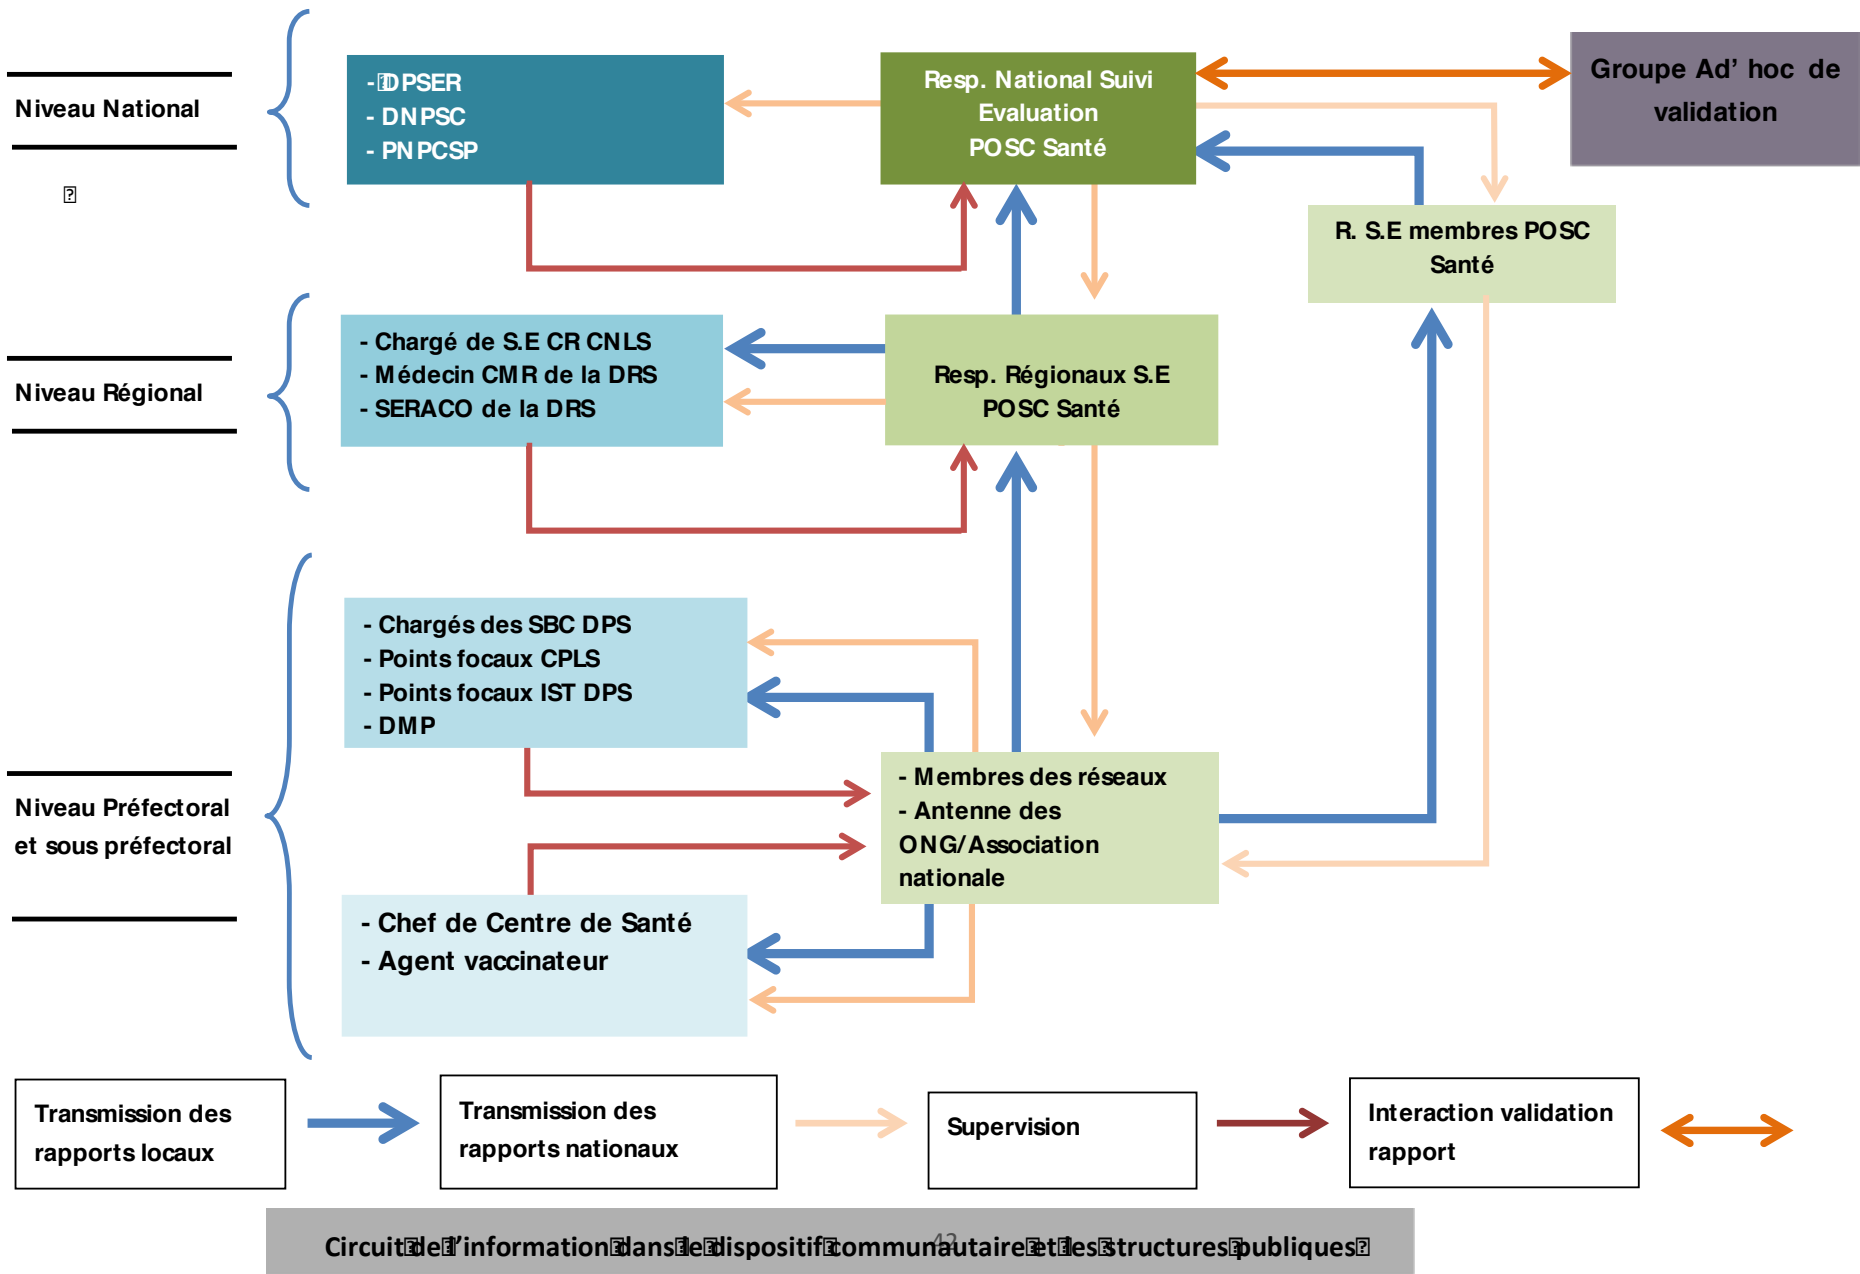 Niveau National
- DPSER
- DNPSC
- PNPCSP
Resp. National Suivi
Evaluation
POSC Santé
Groupe Ad' hoc de
validation
R. S.E membres POSC
Santé
Niveau Régional
- Chargé de S.E CR CNLS
- Médecin CMR de la DRS
- SERACO de la DRS
Resp. Régionaux S.E
POSC Santé
Niveau Préfectoral
et sous préfectoral
- Chargés des SBC DPS
- Points focaux CPLS
- Points focaux IST DPS
- DMP
- Membres des réseaux
- Antenne des
ONG/Association
nationale
- Chef de Centre de Santé
- Agent vaccinateur
Transmission des
rapports locaux
Transmission des
rapports nationaux
Supervision
Interaction validation
rapport
Circuit de l'information dans le dispositif communautaire et les structures publiques
42